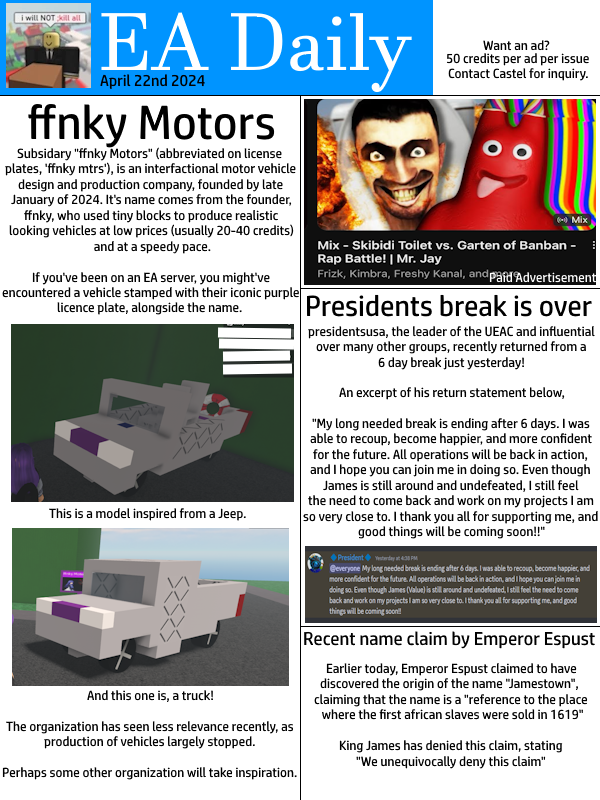 i will NOT ;kill all
EA Daily
April 22nd 2024
Want an ad?
50 credits per ad per issue
Contact Castel for inquiry.
ffnky Motors
Subsidary "ffnky Motors" (abbreviated on license
plates, 'ffnky mtrs'), is an interfactional motor vehicle
design and production company, founded by late
January of 2024. It's name comes from the founder,
ffnky, who used tiny blocks to produce realistic
looking vehicles at low prices (usually 20-40 credits)
and at a speedy pace.
If you've been on an EA server, you might've
encountered a vehicle stamped with their iconic purple
licence plate, alongside the name.
This is a model inspired from a Jeep.
And this one is, a truck!
The organization has seen less relevance recently, as
production of vehicles largely stopped.
Perhaps some other organization will take inspiration.
Mix
Mix - Skibidi Toilet vs. Garten of Banban -
Rap Battle! | Mr. Jay
Frizk, Kimbra, Freshy Kanal, and more
Paid Advertisement
Presidents break is over
presidentsusa, the leader of the UEAC and influential
over many other groups, recently returned from a
6 day break just yesterday!
An excerpt of his return statement below,
"My long needed break is ending after 6 days. I was
able to recoup, become happier, and more confident
for the future. All operations will be back in action,
and I hope you can join me in doing so. Even though
James is still around and undefeated, I still feel
the need to come back and work on my projects I am
so very close to. I thank you all for supporting me, and
good things will be coming soon!!"
President Yesterday at 4:38 PM
@everyone My long needed break is ending after 6 days. I was able to recoup, become happier, and
more confident for the future. All operations will be back in action, and I hope you can join me in
doing so. Even though James (Value) is still around and undefeated, I still feel the need to come
back and work on my projects I am so very close to. I thank you all for supporting me, and good
things will be coming soon!!
Recent name claim by Emperor Espust
Earlier today, Emperor Espust claimed to have
discovered the origin of the name "Jamestown",
claiming that the name is a "reference to the place
where the first african slaves were sold in 1619"
King James has denied this claim, stating
"We unequivocally deny this claim"